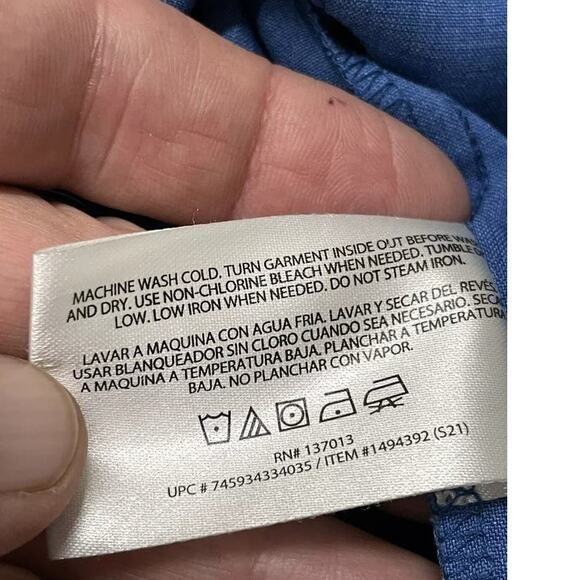 MACHINE WASH COLD. TURN GARMENT INSIDE OUT BEFORE
AND DRY. USE NON-CHLORINE BLEACH WHEN NEEDED. TUMBLE
LOW. LOW IRON WHEN NEEDED. DO NOT STEAM IRON.
LAVAR A MAQUINA CON AGUA FRIA. LAVAR Y SECAR DEL REVÉS.
USAR BLANQUEADOR SIN CLORO CUANDO SEA NECESARIO.
A MAQUINA A TEMPERATURA BAJA. PLANCHAR A TEMPERATURA
BAJA. NO PLANCHAR CON VAPOR.
RN# 137013
UPC # 745934334035 / ITEM #1494392 (S21)